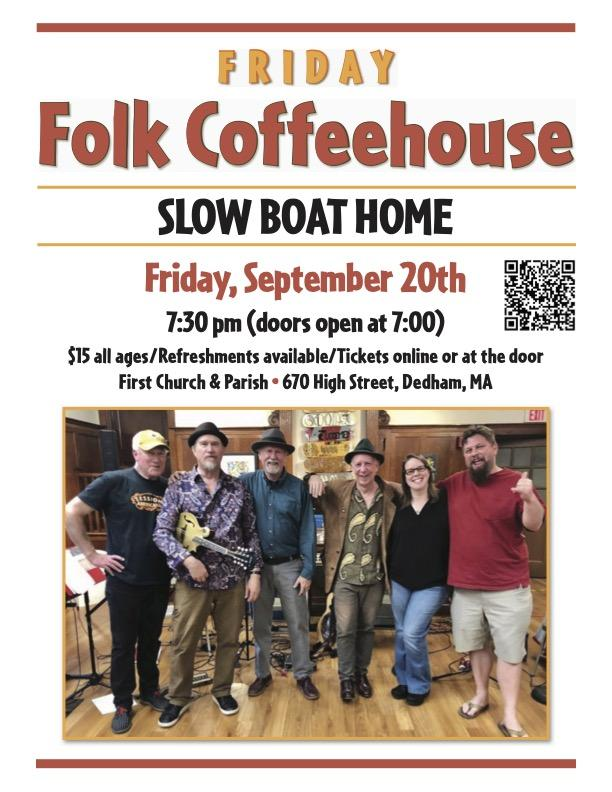 FRIDAY
Folk Coffeehouse
SLOW BOAT HOME
Friday, September 20th
7:30 pm (doors open at 7:00)
$15 all ages/Refreshments available/Tickets online or at the door
First Church & Parish • 670 High Street, Dedham, MA
EXIT
SESSION